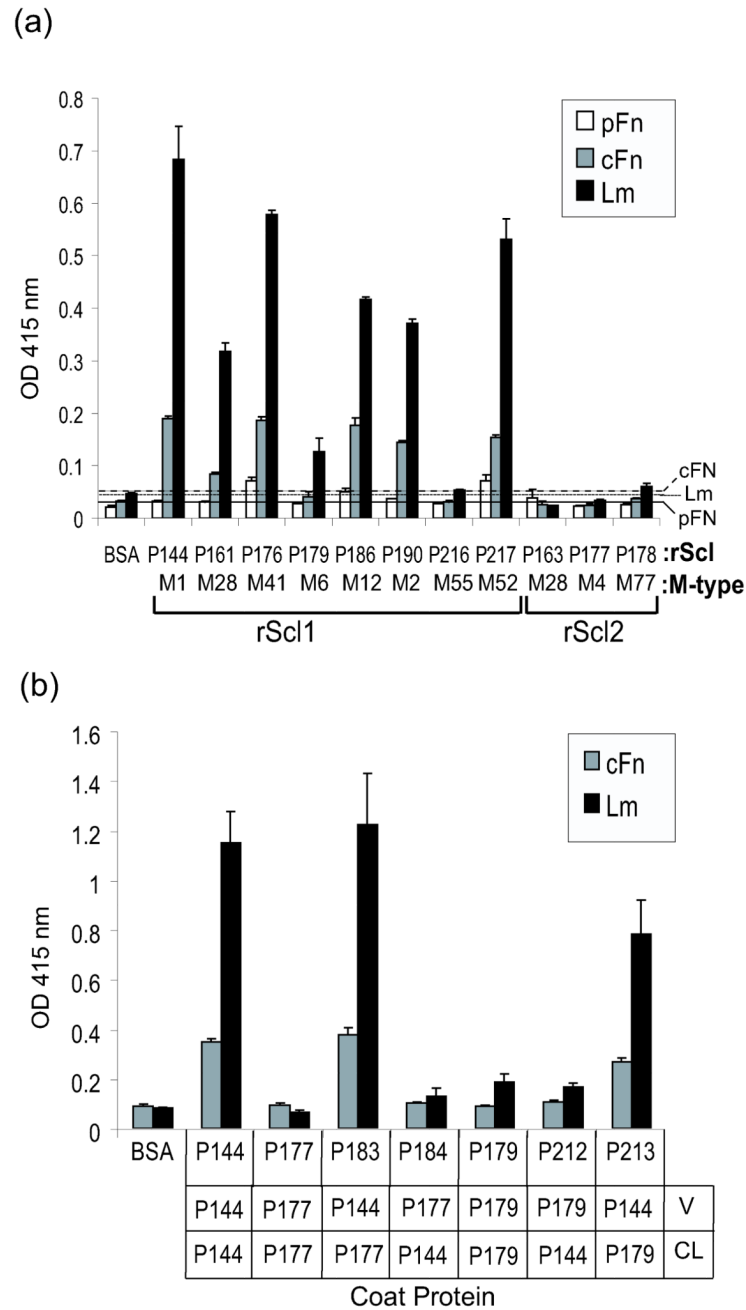 (a)
0.8
0.7
0.6
0.5
0.4
0.3
0.2
0.1
0
OD 415 nm
pFn
cFn
Lm
cFN
Lm
pFN
BSA P144 P161 P176 P179 P186 P190 P216 P217 P163 P177 P178 :rScl
M1 M28 M41 M6 M12 M2 M55 M52 M28 M4 M77 :M-type
rScl1 rScl2
(b)
1.6
1.4
1.2
1
0.8
0.6
0.4
0.2
0
OD 415 nm
cFn
Lm
BSA P144 P177 P183 P184 P179 P212 P213
P144 P177 P144 P177 P179 P179 P144 V
P144 P177 P177 P144 P179 P144 P179 CL
Coat Protein